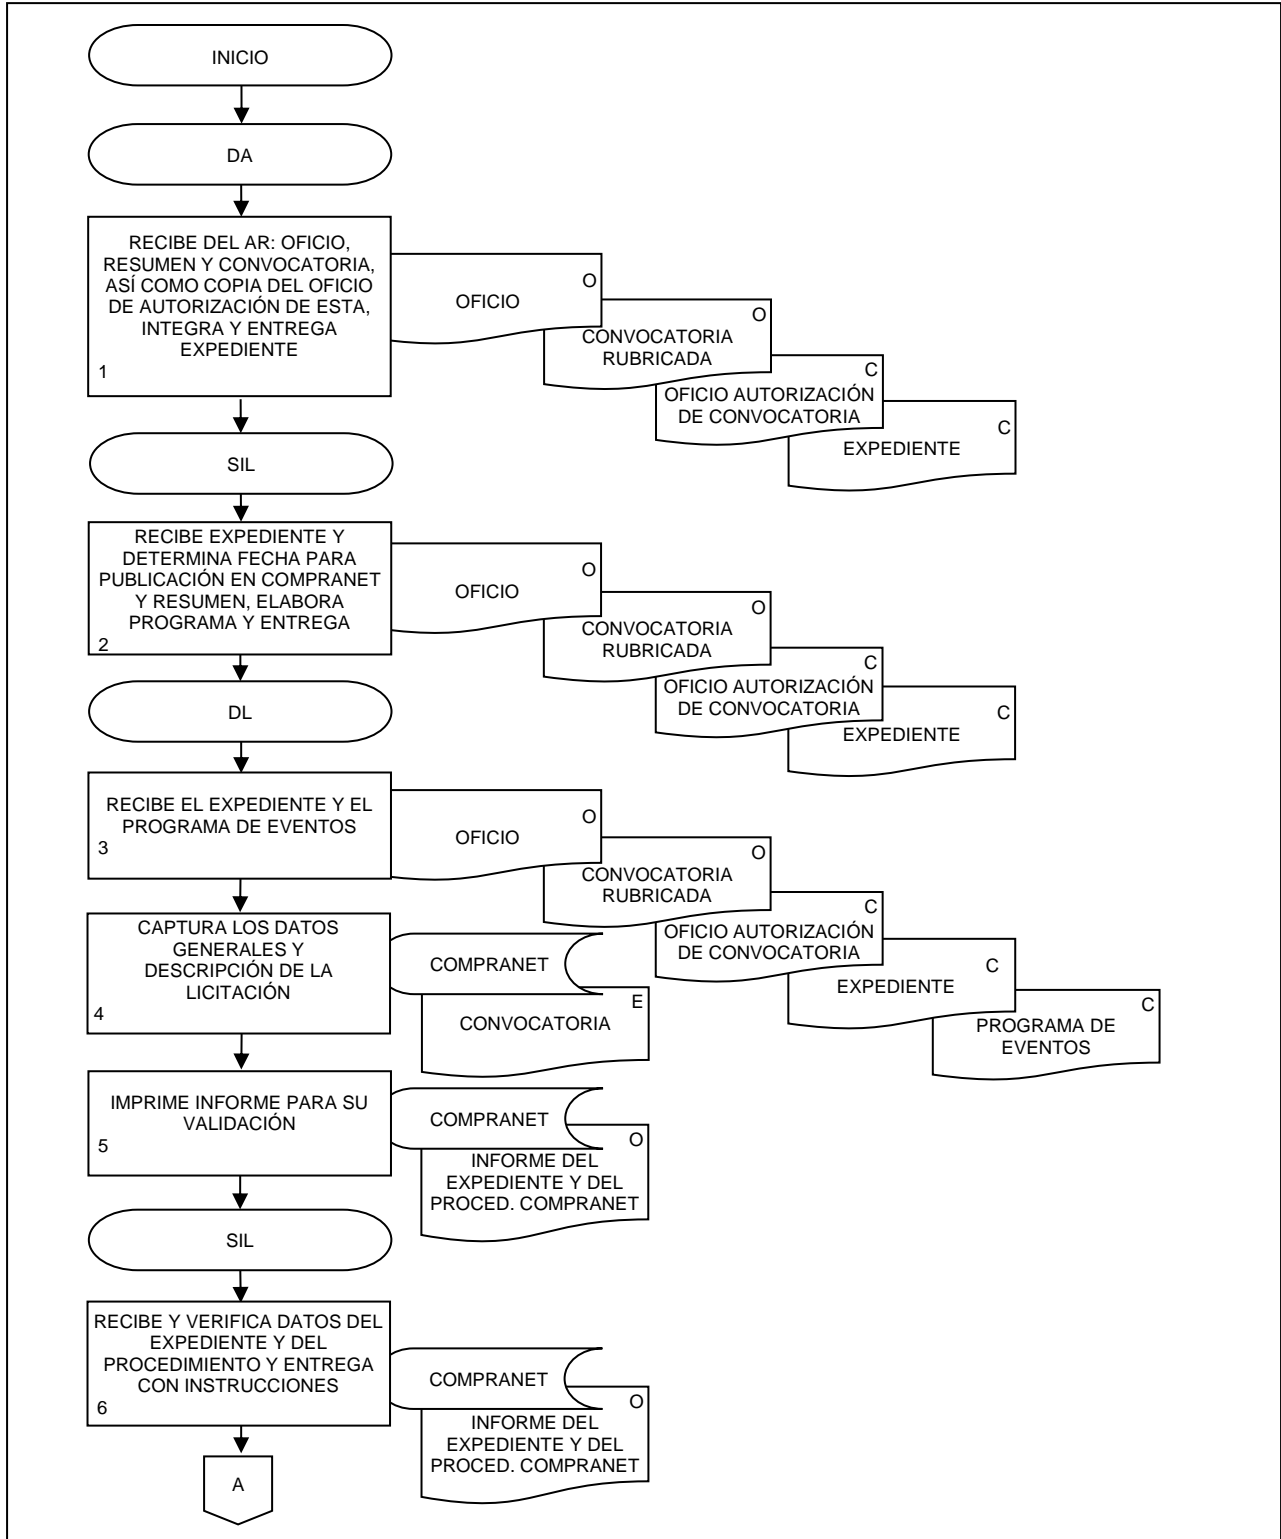 INICIO
DA
RECIBE DEL AR: OFICIO,
RESUMEN Y CONVOCATORIA,
ASÍ COMO COPIA DEL OFICIO
DE AUTORIZACIÓN DE ESTA,
INTEGRA Y ENTREGA
EXPEDIENTE
1
O
OFICIO
O
CONVOCATORIA
RUBRICADA
C
OFICIO AUTORIZACIÓN
DE CONVOCATORIA
C
EXPEDIENTE
SIL
RECIBE EXPEDIENTE Y
DETERMINA FECHA PARA
PUBLICACIÓN EN COMPRANET
Y RESUMEN, ELABORA
PROGRAMA Y ENTREGA
2
O
OFICIO
O
CONVOCATORIA
RUBRICADA
C
OFICIO AUTORIZACIÓN
DE CONVOCATORIA
C
EXPEDIENTE
DL
RECIBE EL EXPEDIENTE Y EL
PROGRAMA DE EVENTOS
3
O
OFICIO
O
CONVOCATORIA
RUBRICADA
C
OFICIO AUTORIZACIÓN
DE CONVOCATORIA
C
EXPEDIENTE
C
PROGRAMA DE
EVENTOS
CAPTURA LOS DATOS
GENERALES Y
DESCRIPCIÓN DE LA
LICITACIÓN
4
COMPRANET
E
CONVOCATORIA
IMPRIME INFORME PARA SU
VALIDACIÓN
5
COMPRANET
O
INFORME DEL
EXPEDIENTE Y DEL
PROCED. COMPRANET
SIL
RECIBE Y VERIFICA DATOS DEL
EXPEDIENTE Y DEL
PROCEDIMIENTO Y ENTREGA
CON INSTRUCCIONES
6
COMPRANET
O
INFORME DEL
EXPEDIENTE Y DEL
PROCED. COMPRANET
A